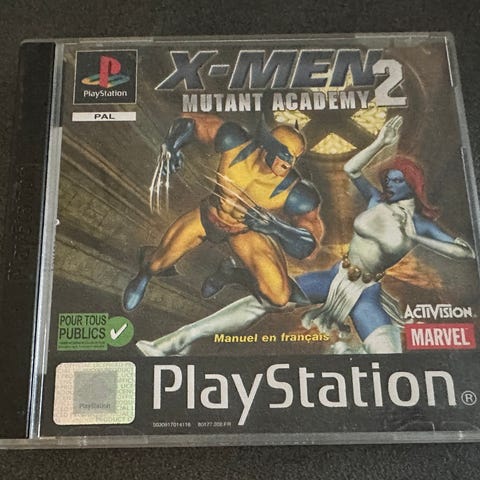 PlayStation
PAL
X-MEN
MUTANT ACADEMY 2
POUR TOUS
PUBLICS
Manuel en français
ACTIVISION
MARVEL
PlayStation
PlayStation®